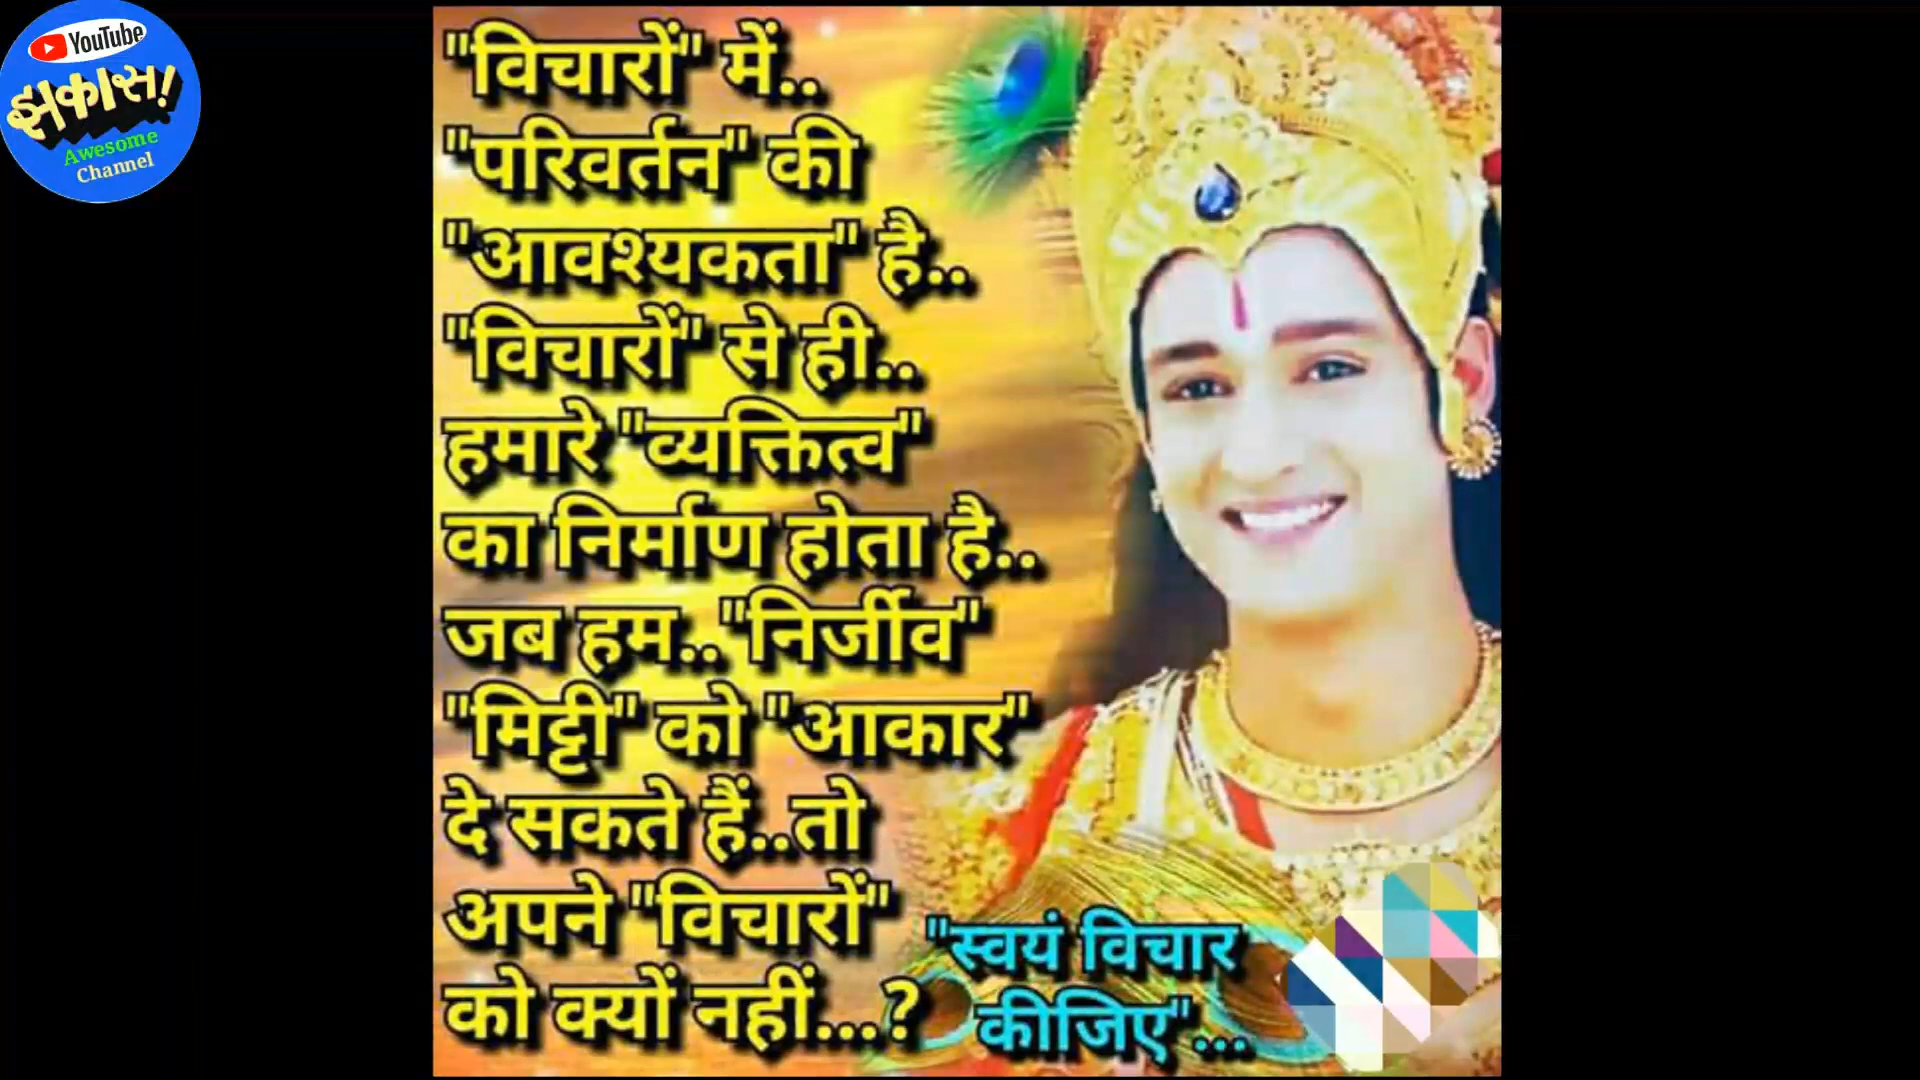 YouTube
झकास!
Awesome
Channel
"विचारों" में..
"परिवर्तन" की
"आवश्यकता" है..
"विचारों" से ही..
हमारे "व्यक्तित्व"
का निर्माण होता है..
जब हम.."निर्जीव"
"मिट्टी" को "आकार"
दे सकते हैं..तो
अपने "विचारों"
को क्यों नहीं...?
"स्वयं विचार
कीजिए"...